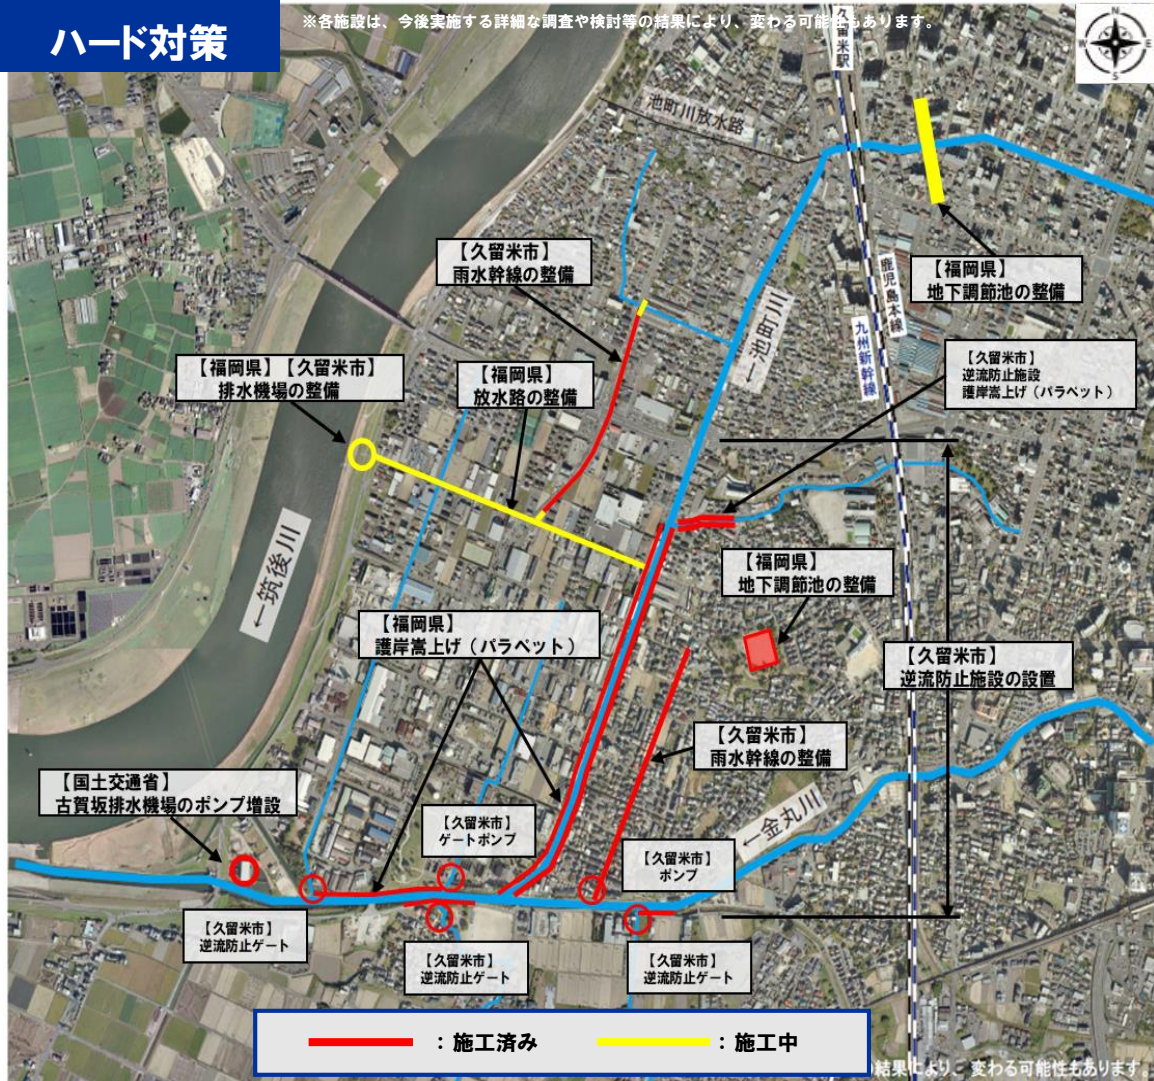 ハード対策
※各施設は、今後実施する詳細な調査や検討等の結果により、変わる可能性もあります。
N
W
E
S
留米駅
池町川放水路
【久留米市】
雨水幹線の整備
鹿児島本線
【福岡県】
地下調節池の整備
九州新幹線
【福岡県】【久留米市】
排水機場の整備
【福岡県】
放水路の整備
【久留米市】
逆流防止施設
護岸嵩上げ（パラペット）
←筑後川
【福岡県】
地下調節池の整備
【福岡県】
護岸嵩上げ（パラペット）
【久留米市】
逆流防止施設の設置
【久留米市】
雨水幹線の整備
【国土交通省】
古賀坂排水機場のポンプ増設
【久留米市】
ゲートポンプ
←金丸川
【久留米市】
ポンプ
【久留米市】
逆流防止ゲート
【久留米市】
逆流防止ゲート
【久留米市】
逆流防止ゲート
：施工済み
：施工中
結果により、変わる可能性もあります。